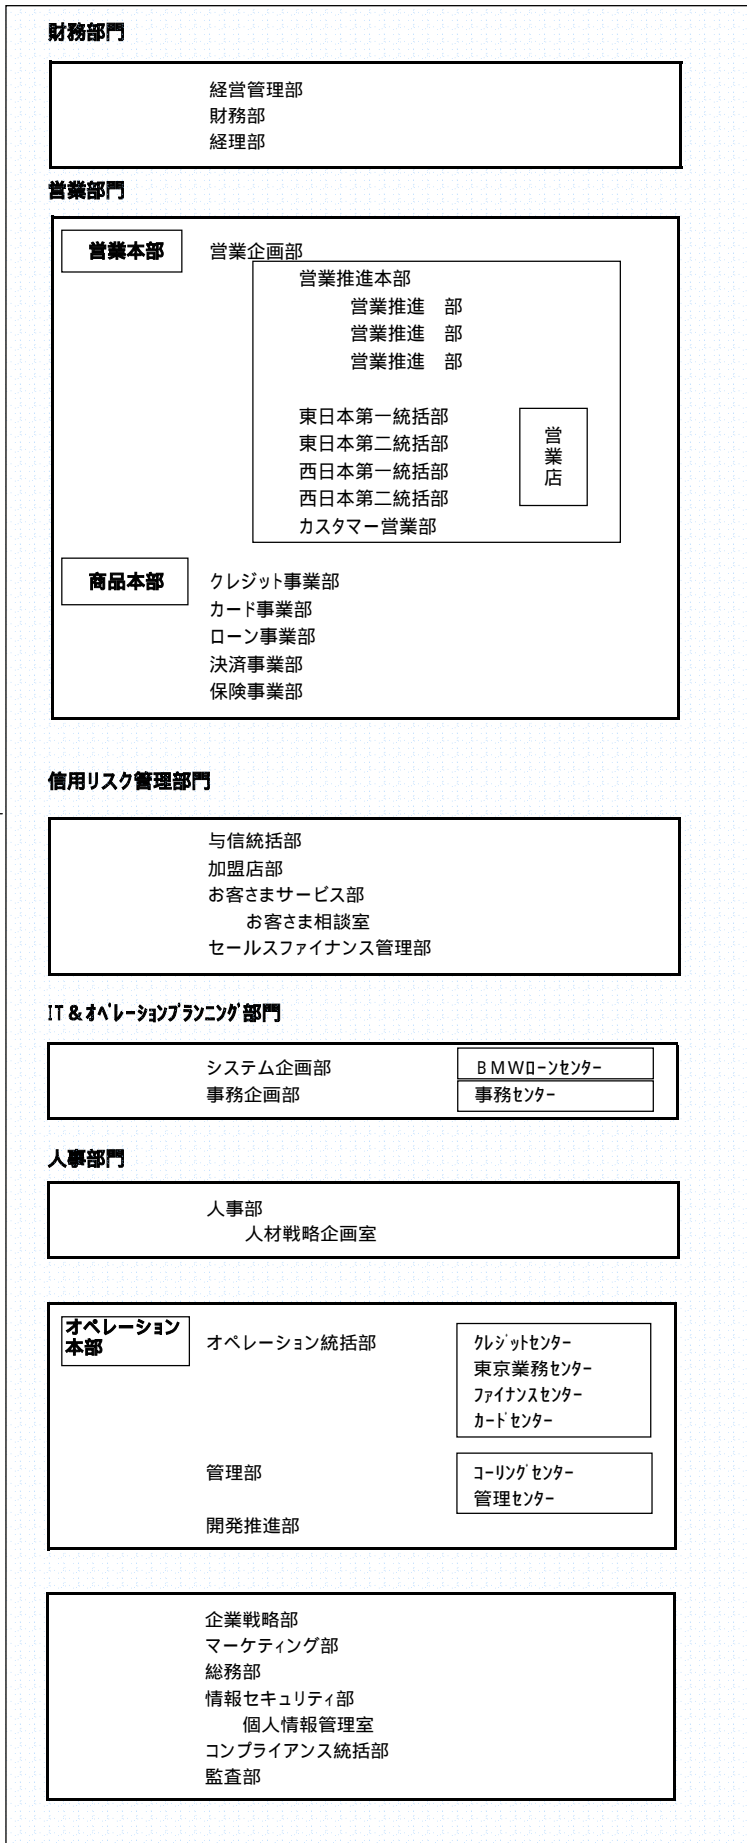 財務部門
経営管理部
財務部
経理部
営業部門
営業本部 営業企画部
営業推進本部
営業推進　部
営業推進　部
営業推進　部
東日本第一統括部
東日本第二統括部
西日本第一統括部
西日本第二統括部
カスタマー営業部
営業店
商品本部 クレジット事業部
カード事業部
ローン事業部
決済事業部
保険事業部
信用リスク管理部門
与信統括部
加盟店部
お客さまサービス部
お客さま相談室
セールスファイナンス管理部
IT＆ｵﾍﾟﾚｰｼｮﾝﾌﾟﾗﾝﾆﾝｸﾞ部門
システム企画部 ＢＭＷﾛｰﾝｾﾝﾀｰ
事務企画部 事務ｾﾝﾀｰ
人事部門
人事部
人材戦略企画室
オペレーション
本部
オペレーション統括部 ｸﾚｼﾞｯﾄｾﾝﾀｰ
東京業務ｾﾝﾀｰ
ﾌｧｲﾅﾝｽｾﾝﾀｰ
ｶｰﾄﾞｾﾝﾀｰ
管理部 ｺｰﾘﾝｸﾞｾﾝﾀｰ
管理ｾﾝﾀｰ
開発推進部
企業戦略部
マーケティング部
総務部
情報セキュリティ部
個人情報管理室
コンプライアンス統括部
監査部